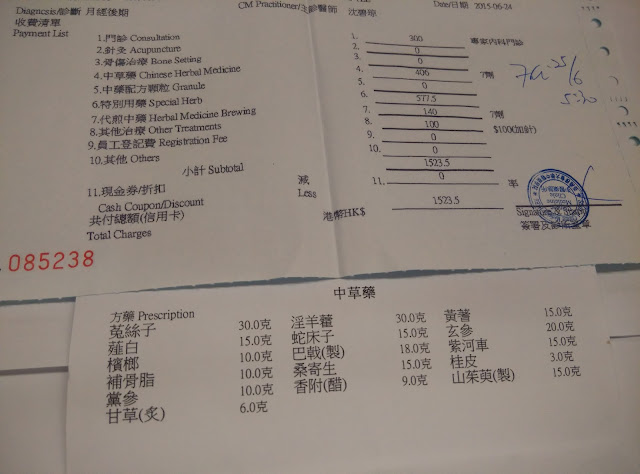 Diagnosis/診斷 月經後期
CM Practitioner/主診醫師 沈碧琼
Date/日期 2015-06-24
收費清單
Payment List
1.門診 Consultation 1. 300 專家內科門診
2.針灸 Acupuncture 2. 0
3.骨傷治療 Bone Setting 3. 0
4.中草藥 Chinese Herbal Medicine 4. 406 7劑
5.中藥配方顆粒 Granule 5. 0
6.特別用藥 Special Herb 6. 577.5
7.代煎中藥 Herbal Medicine Brewing 7. 140 7劑
8.其他治療 Other Treatments 8. 100 $100(加針)
9.員工登記費 Registration Fee 9. 0
10.其他 Others 10. 0
小計 Subtotal 1523.5
11.現金券/折扣 減 11. 0 率
Cash Coupon/Discount Less
共付總額(信用卡) 港幣HK$ 1523.5
Total Charges
簽署及
085238
中草藥
方藥 Prescription
菟絲子 30.0克 淫羊藿 30.0克 黃蓍 15.0克
薤白 15.0克 蛇床子 15.0克 玄參 20.0克
檳榔 10.0克 巴戟(製) 18.0克 紫河車 15.0克
補骨脂 10.0克 桑寄生 15.0克 桂皮 3.0克
黨參 10.0克 香附(醋) 9.0克 山茱萸(製) 15.0克
甘草(炙) 6.0克